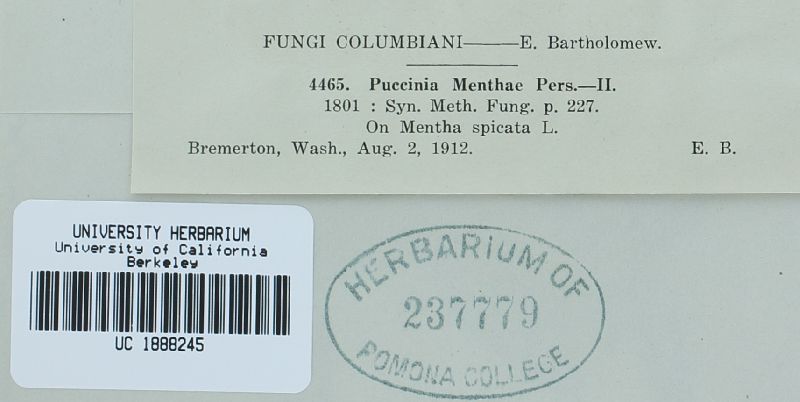 FUNGI COLUMBIANI——E. Bartholomew.
4465. Puccinia Menthae Pers.—II.
1801 : Syn. Meth. Fung. p. 227.
On Mentha spicata L.
Bremerton, Wash., Aug. 2, 1912. E. B.
UNIVERSITY HERBARIUM
University of California
Berkeley
UC 1888245
HERBARIUM OF
237779
POMONA COLLEGE